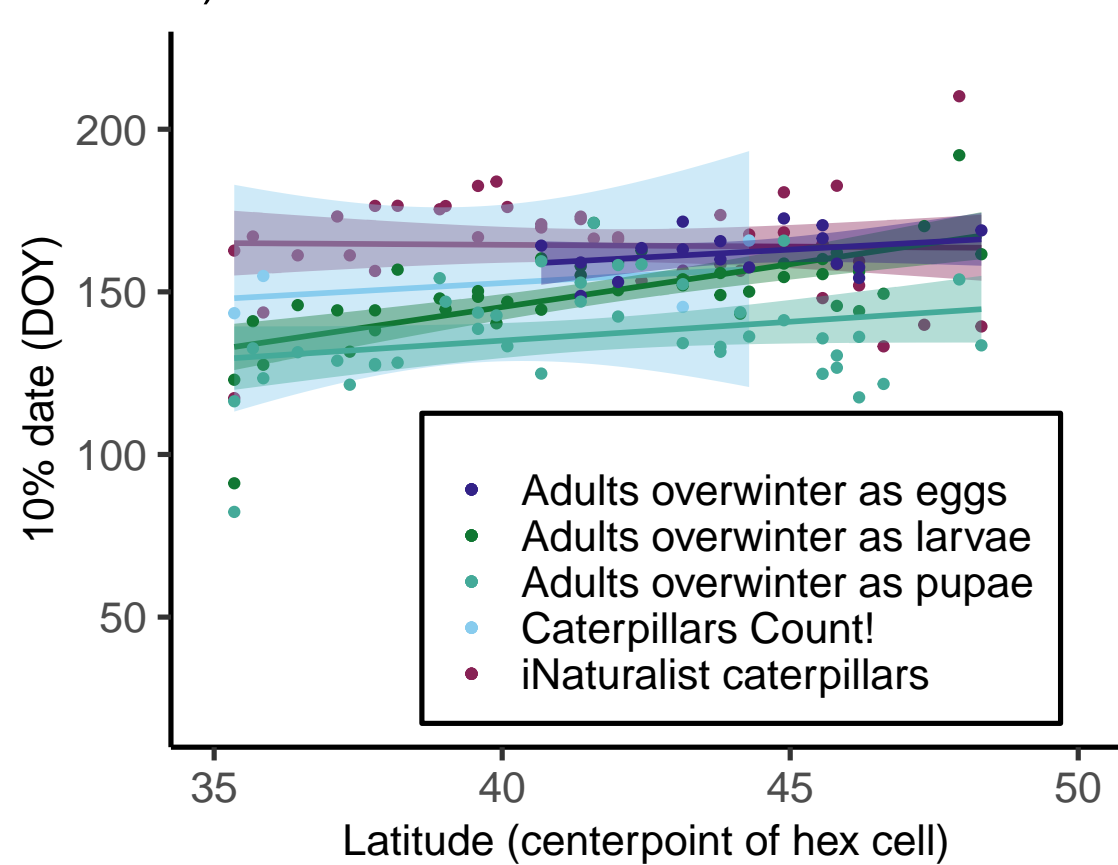 200
150
100
50
10% date (DOY)
Adults overwinter as eggs
Adults overwinter as larvae
Adults overwinter as pupae
Caterpillars Count!
iNaturalist caterpillars
35 40 45 50
Latitude (centerpoint of hex cell)